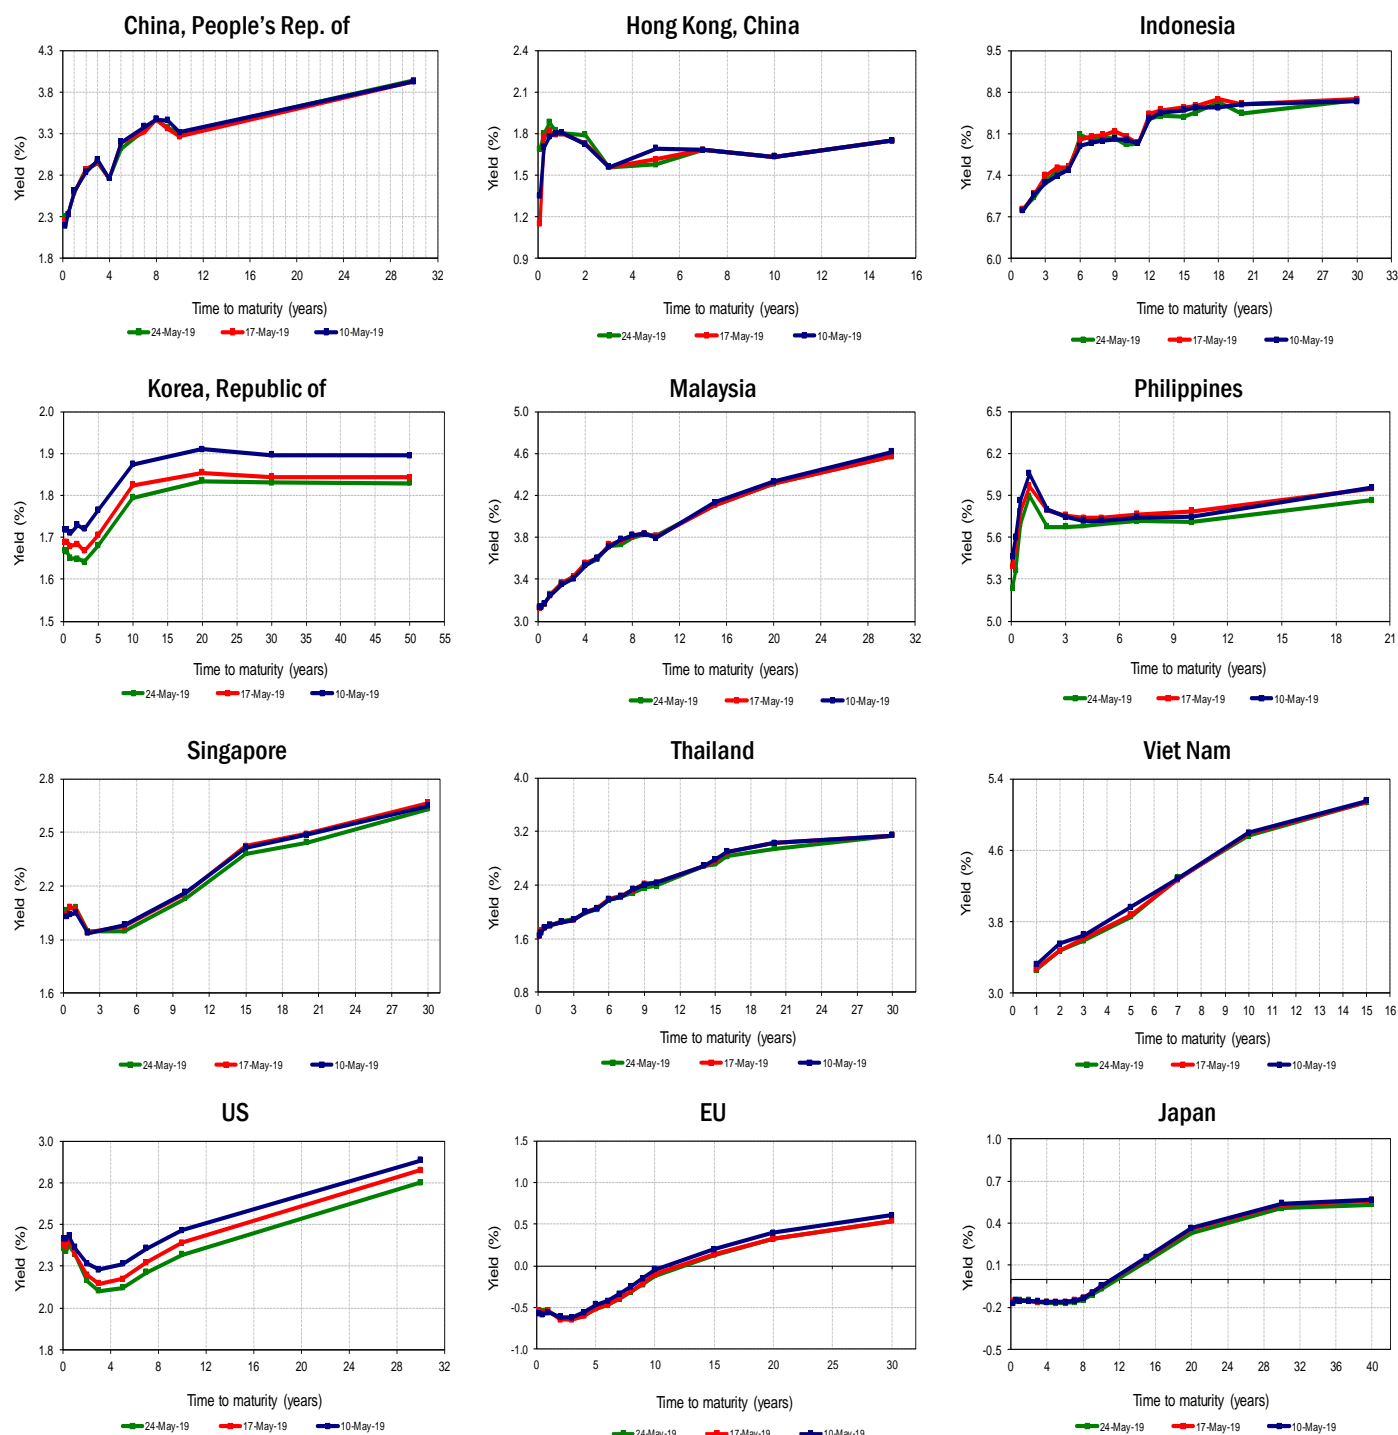 China, People's Rep. of
Yield (%)
4.3
3.8
3.3
2.8
2.3
1.8
0 4 8 12 16 20 24 28 32
Time to maturity (years)
24-May-19 17-May-19 10-May-19
Hong Kong, China
Yield (%)
2.4
2.1
1.8
1.5
1.2
0.9
0 2 4 6 8 10 12 14 16
Time to maturity (years)
24-May-19 17-May-19 10-May-19
Indonesia
Yield (%)
9.5
8.8
8.1
7.4
6.7
6.0
0 3 6 9 12 15 18 21 24 27 30 33
Time to maturity (years)
24-May-19 17-May-19 10-May-19
Korea, Republic of
Yield (%)
2.0
1.9
1.8
1.7
1.6
1.5
0 5 10 15 20 25 30 35 40 45 50 55
Time to maturity (years)
24-May-19 17-May-19 10-May-19
Malaysia
Yield (%)
5.0
4.6
4.2
3.8
3.4
3.0
0 4 8 12 16 20 24 28 32
Time to maturity (years)
24-May-19 17-May-19 10-May-19
Philippines
Yield (%)
6.5
6.2
5.9
5.6
5.3
5.0
0 3 6 9 12 15 18 21
Time to maturity (years)
24-May-19 17-May-19 10-May-19
Singapore
Yield (%)
2.8
2.5
2.2
1.9
1.6
0 3 6 9 12 15 18 21 24 27 30
24-May-19 17-May-19 10-May-19
Thailand
Yield (%)
4.0
3.2
2.4
1.6
0.8
0 3 6 9 12 15 18 21 24 27 30
Time to maturity (years)
24-May-19 17-May-19 10-May-19
Viet Nam
Yield (%)
5.4
4.6
3.8
3.0
0 1 2 3 4 5 6 7 8 9 10 11 12 13 14 15 16
Time to maturity (years)
24-May-19 17-May-19 10-May-19
US
Yield (%)
3.0
2.8
2.5
2.3
2.0
1.8
0 4 8 12 16 20 24 28 32
Time to maturity (years)
24-May-19 17-May-19 10-May-19
EU
Yield (%)
1.5
1.0
0.5
0.0
-0.5
-1.0
0 5 10 15 20 25 30
Time to maturity (years)
24-May-19 17-May-19 10-May-19
Japan
Yield (%)
1.0
0.7
0.4
0.1
-0.2
-0.5
0 4 8 12 16 20 24 28 32 36 40
Time to maturity (years)
24-May-19 17-May-19 10-May-19